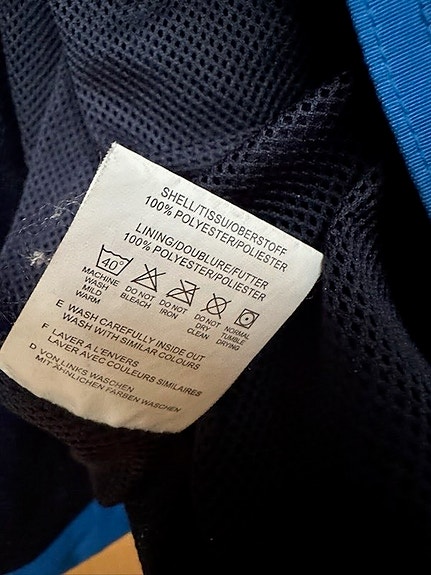 SHELL/TISSU/OBERSTOFF
100% POLYESTER/POLIESTER
LINING/DOUBLURE/FUTTER
100% POLYESTER/POLIESTER
40°
MACHINE WASH MILD WARM
DO NOT BLEACH
DO NOT IRON
DO NOT DRY CLEAN
NORMAL TUMBLE DRYING
E WASH CAREFULLY INSIDE OUT
WASH WITH SIMILAR COLOURS
F LAVER A L'ENVERS
LAVER AVEC COULEURS SIMILAIRES
D VON LINKS WASCHEN
MIT ÄHNLICHEN FARBEN WASCHEN